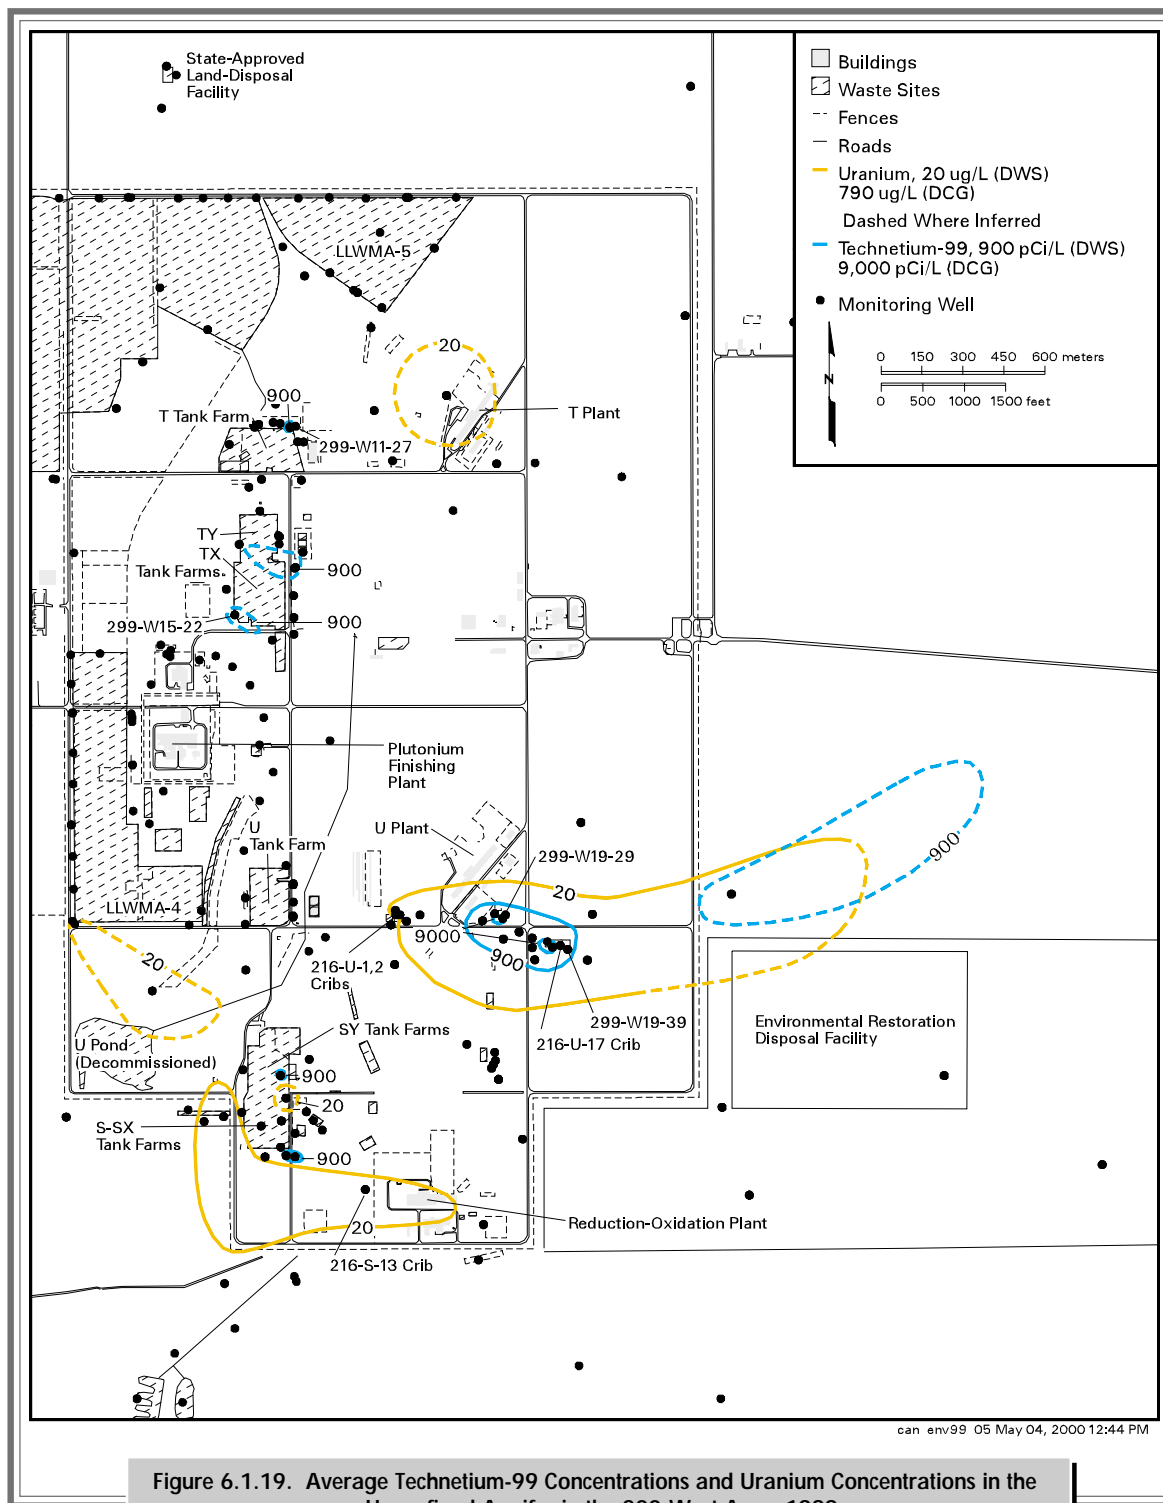 State-Approved
Land-Disposal
Facility
Buildings
Waste Sites
Fences
Roads
Uranium, 20 ug/L (DWS)
790 ug/L (DCG)
Dashed Where Inferred
Technetium-99, 900 pCi/L (DWS)
9,000 pCi/L (DCG)
Monitoring Well
N
0 150 300 450 600 meters
0 500 1000 1500 feet
LLWMA-5
20
T Plant
900
T Tank Farm
299-W11-27
TY
TX
Tank Farms
900
299-W15-22
900
Plutonium
Finishing
Plant
U
Tank Farm
U Plant
299-W19-29
900
20
LLWMA-4
9000
900
20
216-U-1,2
Cribs
299-W19-39
216-U-17 Crib
SY Tank Farms
Environmental Restoration
Disposal Facility
U Pond
(Decommissioned)
900
20
S-SX
Tank Farms
900
20
Reduction-Oxidation Plant
216-S-13 Crib
can env99 05 May 04, 2000 12:44 PM
Figure 6.1.19. Average Technetium-99 Concentrations and Uranium Concentrations in the